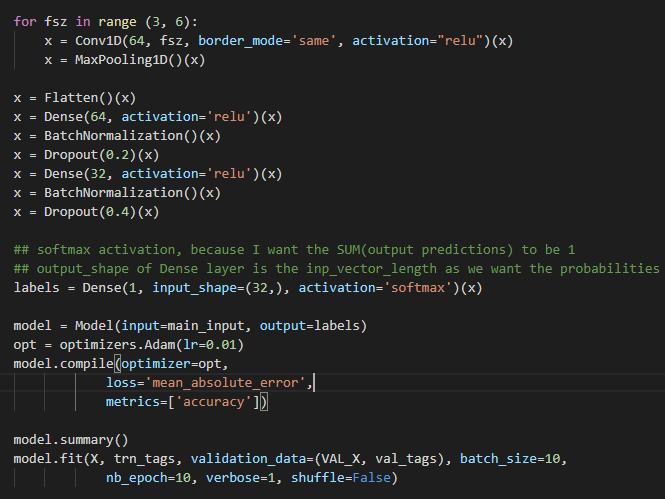 for fsz in range (3, 6):
x = Conv1D(64, fsz, border_mode='same', activation="relu")(x)
x = MaxPooling1D()(x)
x = Flatten()(x)
x = Dense(64, activation='relu')(x)
x = BatchNormalization()(x)
x = Dropout(0.2)(x)
x = Dense(32, activation='relu')(x)
x = BatchNormalization()(x)
x = Dropout(0.4)(x)
## softmax activation, because I want the SUM(output predictions) to be 1
## output_shape of Dense layer is the inp_vector_length as we want the probabilities
labels = Dense(1, input_shape=(32,), activation='softmax')(x)
model = Model(input=main_input, output=labels)
opt = optimizers.Adam(lr=0.01)
model.compile(optimizer=opt,
loss='mean_absolute_error',
metrics=['accuracy'])
model.summary()
model.fit(X, trn_tags, validation_data=(VAL_X, val_tags), batch_size=10,
nb_epoch=10, verbose=1, shuffle=False)